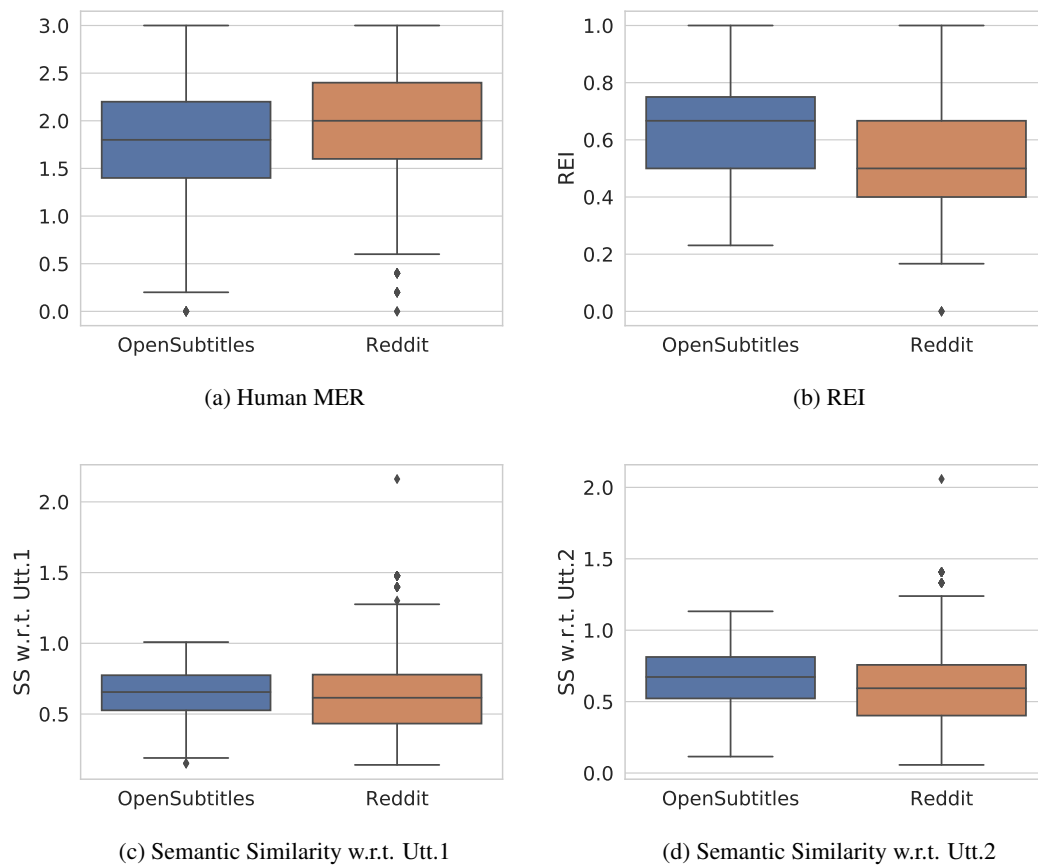 3.0
2.5
2.0
1.5
1.0
0.5
0.0
OpenSubtitles
Reddit
(a) Human MER
REI
1.0
0.8
0.6
0.4
0.2
0.0
OpenSubtitles
Reddit
(b) REI
SS w.r.t. Utt.1
2.0
1.5
1.0
0.5
OpenSubtitles
Reddit
(c) Semantic Similarity w.r.t. Utt.1
SS w.r.t. Utt.2
2.0
1.5
1.0
0.5
0.0
OpenSubtitles
Reddit
(d) Semantic Similarity w.r.t. Utt.2